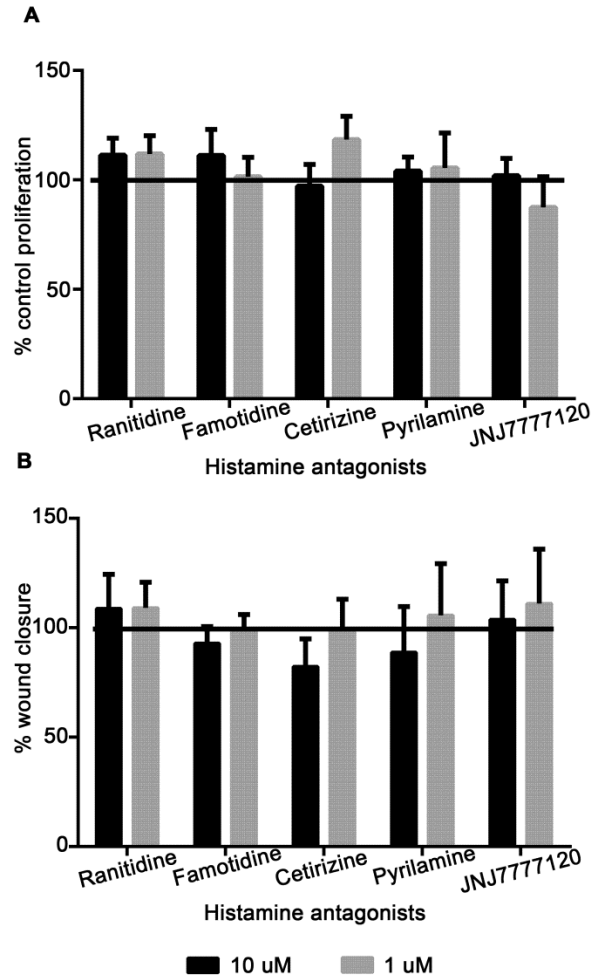 A
150
100
50
0
% control proliferation
Ranitidine
Famotidine
Cetirizine
Pyrilamine
JNJ7777120
Histamine antagonists
B
150
100
50
0
% wound closure
Ranitidine
Famotidine
Cetirizine
Pyrilamine
JNJ7777120
Histamine antagonists
10 uM
1 uM